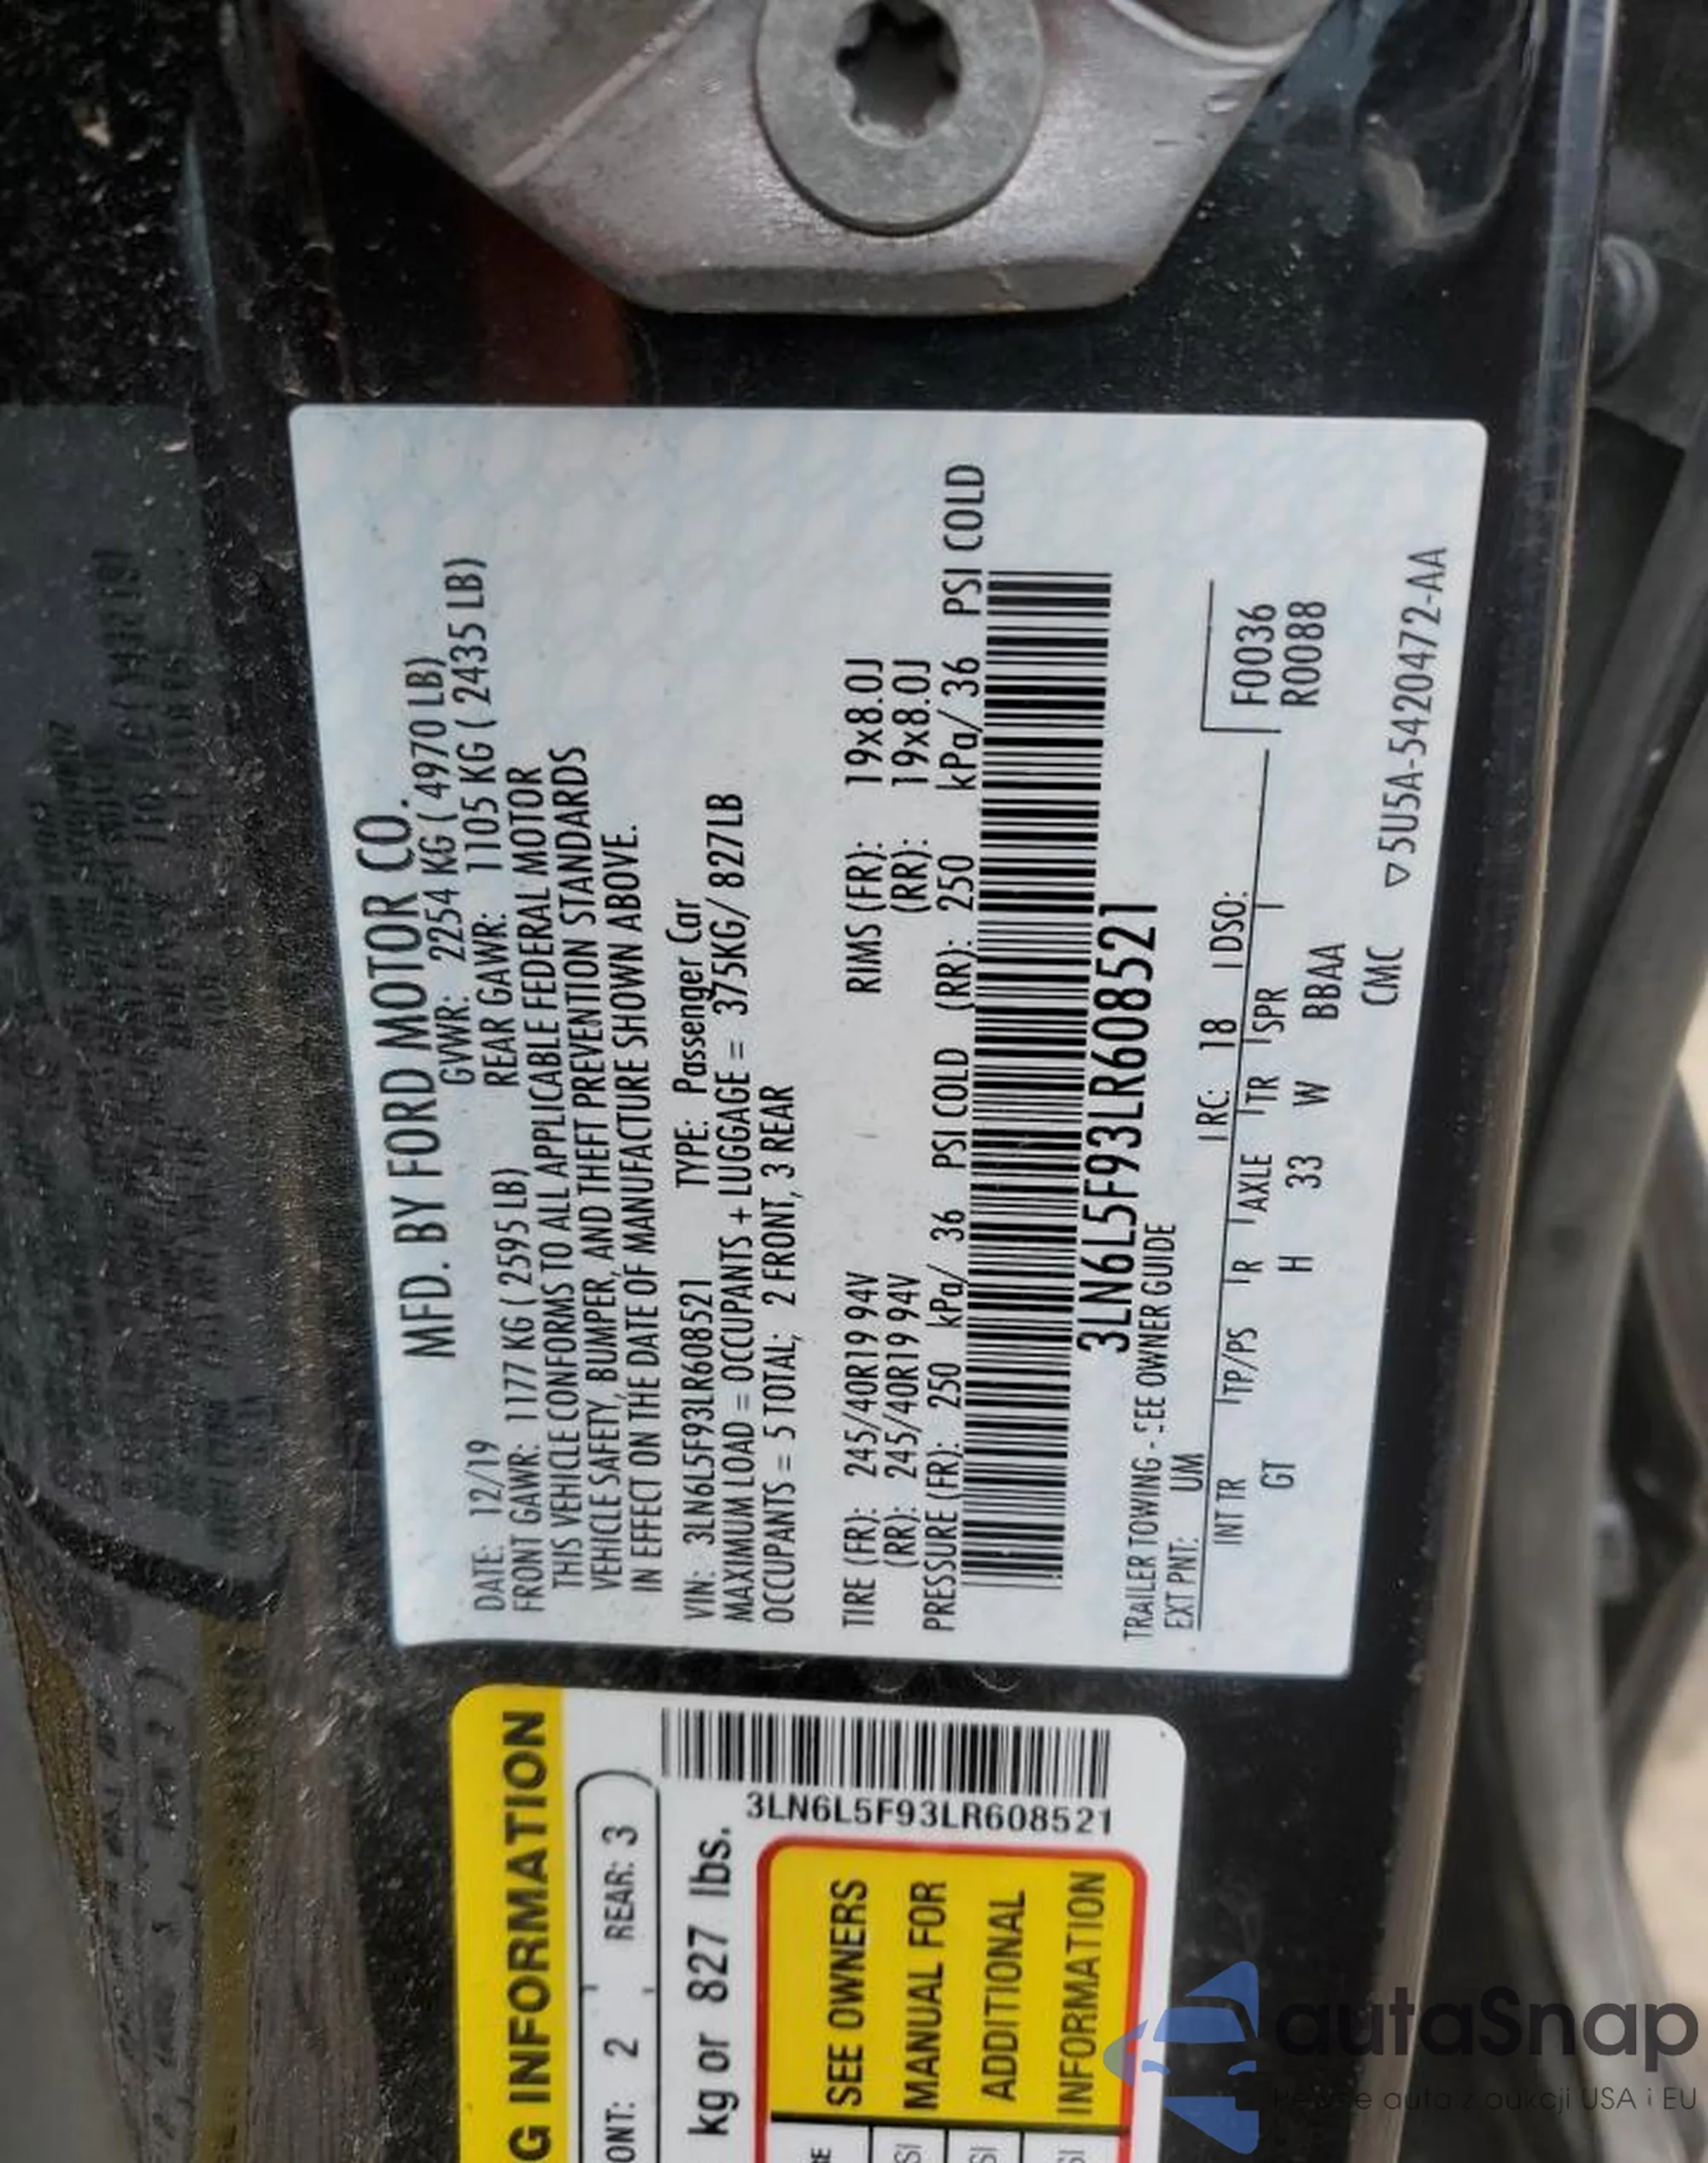 MFD. BY FORD MOTOR CO.
DATE: 12/19 GVWR: 2254 KG ( 4970 LB)
FRONT GAWR: 1177 KG ( 2595 LB) REAR GAWR: 1105 KG ( 2435 LB)
THIS VEHICLE CONFORMS TO ALL APPLICABLE FEDERAL MOTOR
VEHICLE SAFETY, BUMPER, AND THEFT PREVENTION STANDARDS
IN EFFECT ON THE DATE OF MANUFACTURE SHOWN ABOVE.
VIN: 3LN6L5F93LR608521 TYPE: Passenger Car
MAXIMUM LOAD = OCCUPANTS + LUGGAGE = 375KG/ 827LB
OCCUPANTS = 5 TOTAL; 2 FRONT, 3 REAR
TIRE (FR): 245/40R19 94V RIMS (FR): 19x8.0J
(RR): 245/40R19 94V (RR): 19x8.0J
PRESSURE (FR): 250 kPa/ 36 PSI COLD (RR): 250 kPa/ 36 PSI COLD
3LN6L5F93LR608521
TRAILER TOWING - SEE OWNER GUIDE
EXT PNT: UM RC: 18 DSO:
INT TR TP/PS R AXLE TR SPR F0036
GT H 33 W BBAA R0088
CMC ▽5U5A-5420472-AA
G INFORMATION
ONT: 2 REAR: 3
kg or 827 lbs.
3LN6L5F93LR608521
SEE OWNERS
MANUAL FOR
ADDITIONAL
INFORMATION
autaSnap
auta z aukcji USA i EU